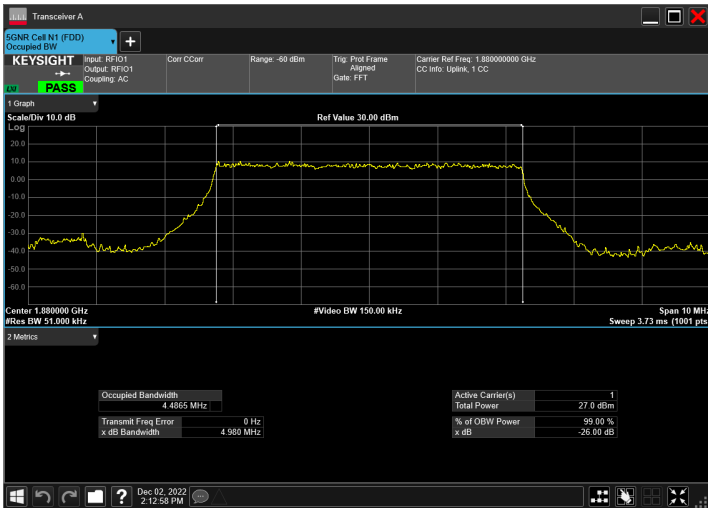 Transceiver A
5GNR Cell N1 (FDD)
Occupied BW
KEYSIGHT
LXI
PASS
Input: RFIO1
Output: RFIO1
Coupling: AC
Corr CCorr
Range: -60 dBm
Trig: Prot Frame
Aligned
Gate: FFT
Carrier Ref Freq: 1.880000000 GHz
CC Info: Uplink, 1 CC
1 Graph
Scale/Div 10.0 dB
Ref Value 30.00 dBm
Log
20.0
10.0
0.00
-10.0
-20.0
-30.0
-40.0
-50.0
-60.0
Center 1.880000 GHz
#Video BW 150.00 kHz
Span 10 MHz
#Res BW 51.000 kHz
Sweep 3.73 ms (1001 pts
2 Metrics
Occupied Bandwidth
4.4865 MHz
Transmit Freq Error 0 Hz
x dB Bandwidth 4.980 MHz
Active Carrier(s) 1
Total Power 27.0 dBm
% of OBW Power 99.00 %
x dB -26.00 dB
?
Dec 02, 2022
2:12:58 PM